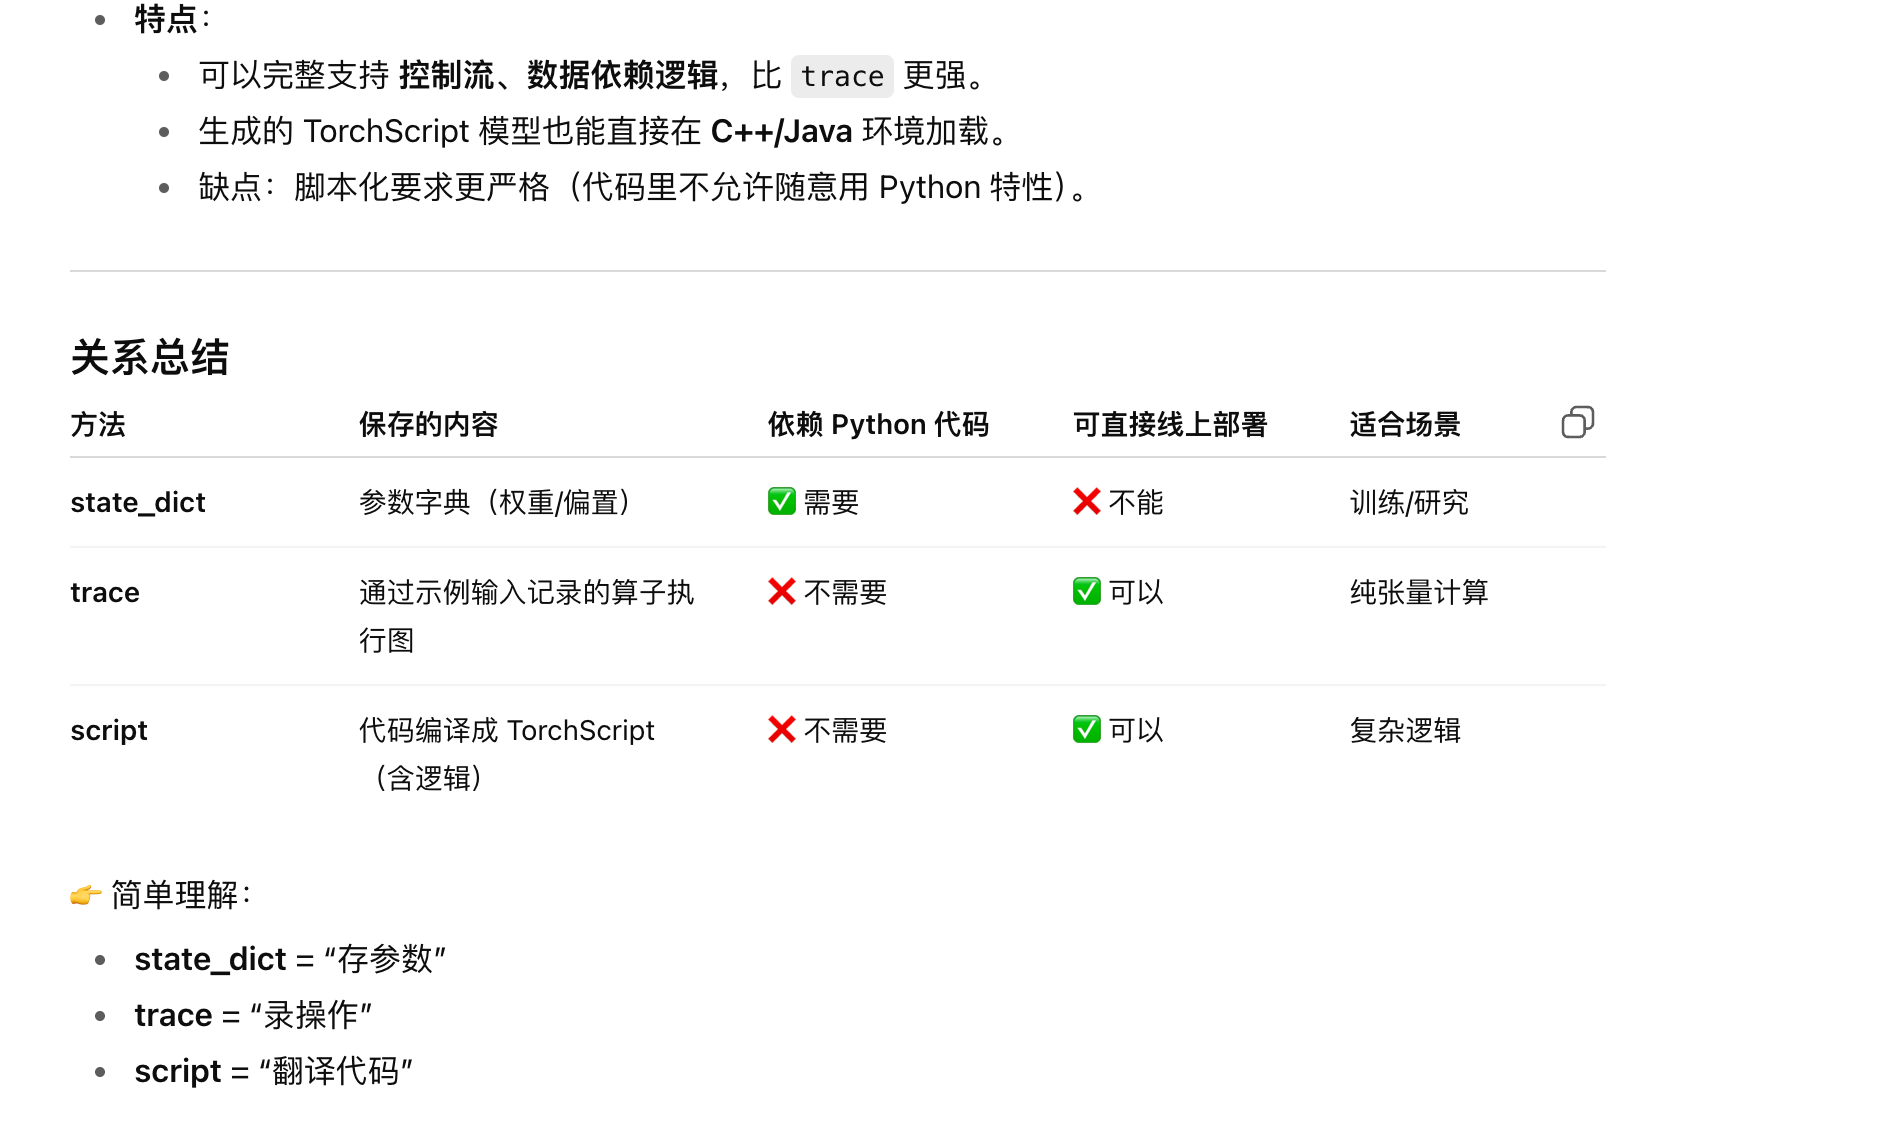 特点：
可以完整支持 控制流、数据依赖逻辑，比 trace 更强。
生成的 TorchScript 模型也能直接在 C++/Java 环境加载。
缺点：脚本化要求更严格（代码里不允许随意用 Python 特性）。
关系总结
方法 保存的内容 依赖 Python 代码 可直接线上部署 适合场景
state_dict 参数字典（权重/偏置） ✅ 需要 ❌ 不能 训练/研究
trace 通过示例输入记录的算子执 ❌ 不需要 ✅ 可以 纯张量计算
行图
script 代码编译成 TorchScript ❌ 不需要 ✅ 可以 复杂逻辑
（含逻辑）
👉 简单理解：
state_dict = “存参数”
trace = “录操作”
script = “翻译代码”